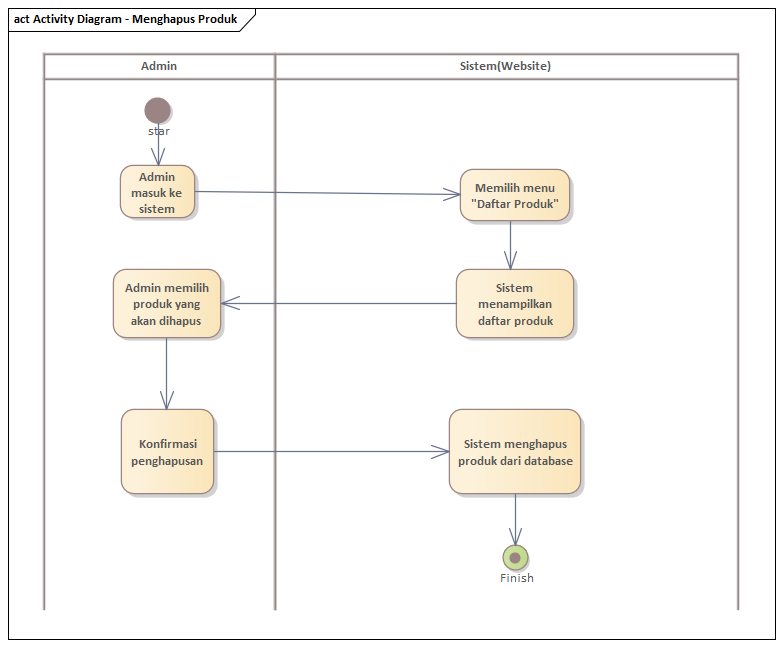 act Activity Diagram - Menghapus Produk
Admin
Sistem(Website)
star
Admin
masuk ke
sistem
Memilih menu
"Daftar Produk"
Sistem
menampilkan
daftar produk
Admin memilih
produk yang
akan dihapus
Konfirmasi
penghapusan
Sistem menghapus
produk dari database
Finish